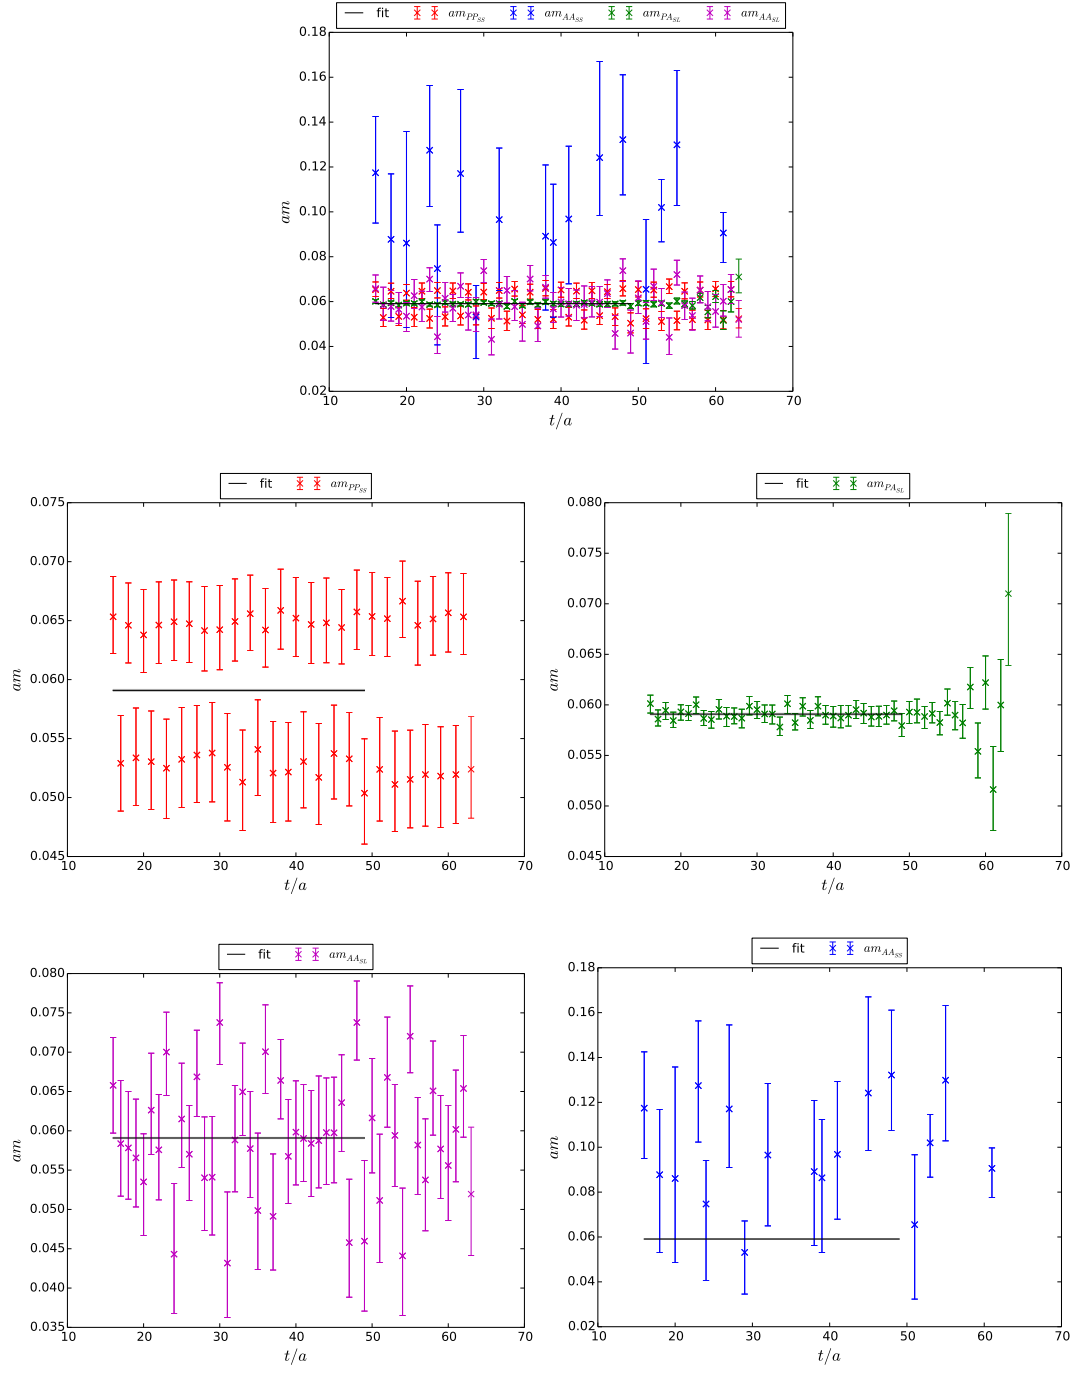 fit am_{PP_{SS}} am_{AA_{SS}} am_{PA_{SL}} am_{AA_{SL}}
0.18
0.16
0.14
0.12
0.10
0.08
0.06
0.04
0.02
am
10 20 30 40 50 60 70
t/a
fit am_{PP_{SS}}
0.075
0.070
0.065
0.060
0.055
0.050
0.045
am
10 20 30 40 50 60 70
t/a
fit am_{PA_{SL}}
0.080
0.075
0.070
0.065
0.060
0.055
0.050
0.045
am
10 20 30 40 50 60 70
t/a
fit am_{AA_{SL}}
0.080
0.075
0.070
0.065
0.060
0.055
0.050
0.045
0.040
0.035
am
10 20 30 40 50 60 70
t/a
fit am_{AA_{SS}}
0.18
0.16
0.14
0.12
0.10
0.08
0.06
0.04
0.02
am
10 20 30 40 50 60 70
t/a